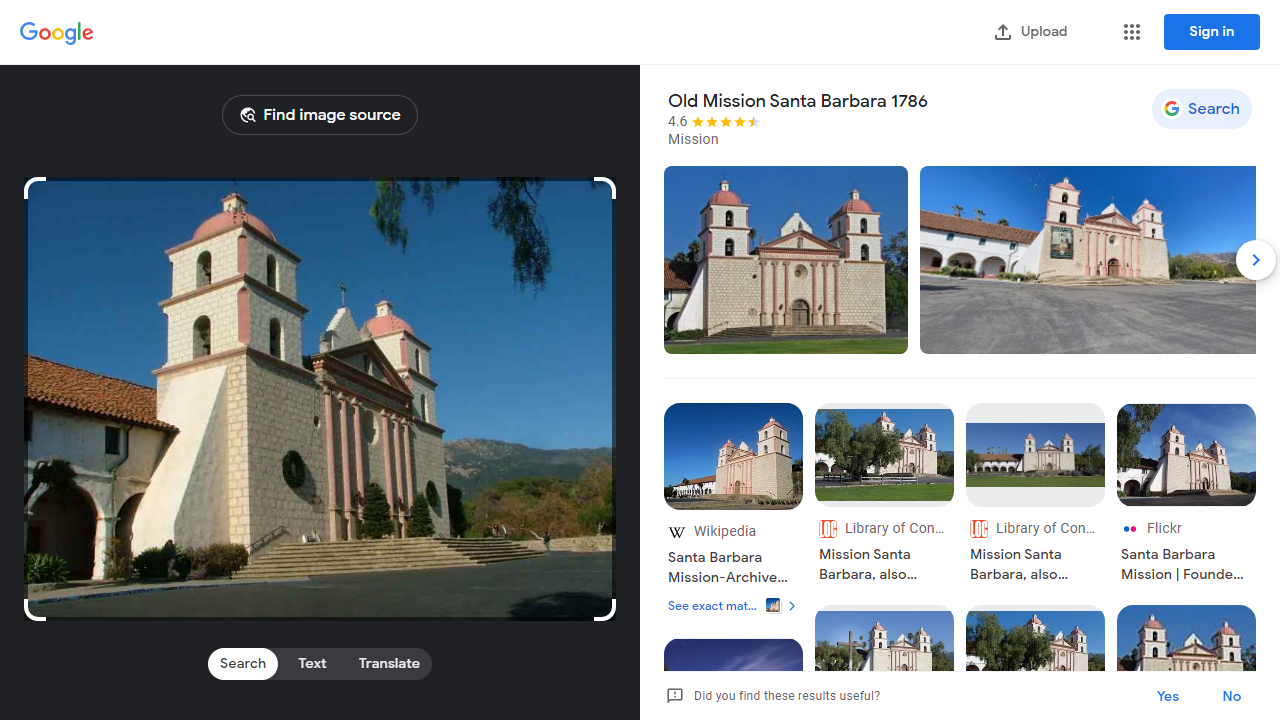 Google
Upload
Sign in
Find image source
Search
Text
Translate
Old Mission Santa Barbara 1786
4.6
Mission
Search
Wikipedia
Santa Barbara
Mission-Archive...
See exact mat...
Library of Con...
Mission Santa
Barbara, also...
Library of Con...
Mission Santa
Barbara, also...
Flickr
Santa Barbara
Mission | Founde...
Did you find these results useful?
Yes
No